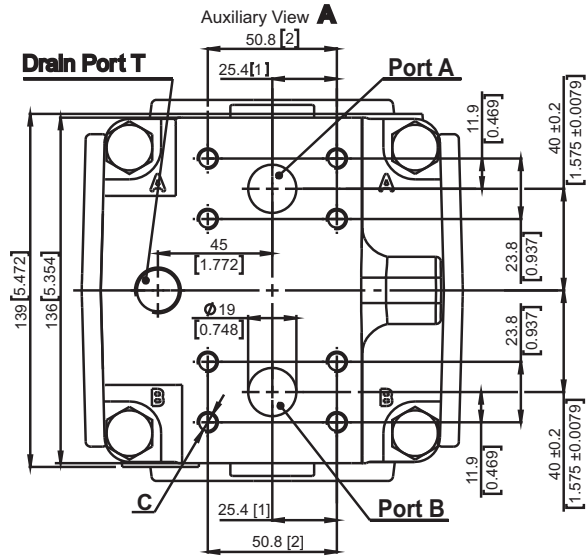 Auxiliary View A
50.8 [2]
25.4[1]
Drain Port T
Port A
11.9
[0.469]
40 ±0.2
[1.575 ±0.0079]
A
A
23.8
[0.937]
45
[1.772]
139 [5.472]
136 [5.354]
Ø19
[0.748]
23.8
[0.937]
B
B
11.9
[0.469]
40 ±0.2
[1.575 ±0.0079]
C
25.4 [1]
Port B
50.8 [2]